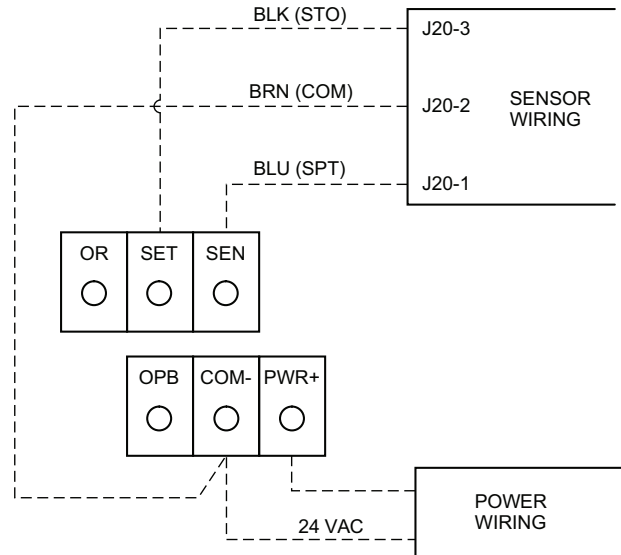 BLK (STO)
J20-3
BRN (COM)
J20-2
SENSOR
WIRING
BLU (SPT)
J20-1
OR SET SEN
OPB COM- PWR+
24 VAC
POWER
WIRING